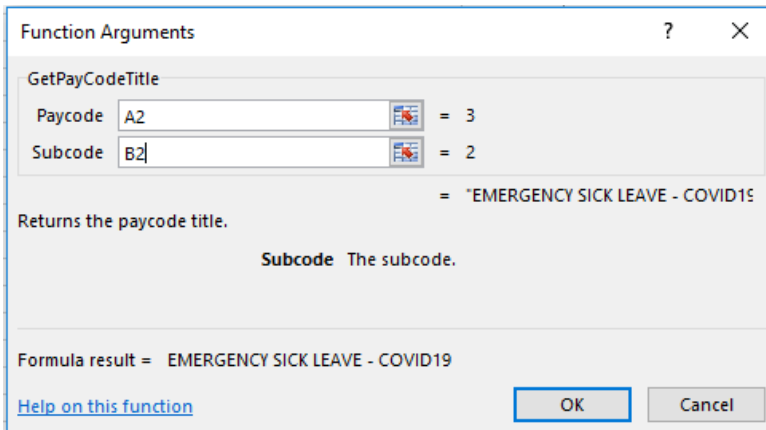 Function Arguments ? X
GetPayCodeTitle
Paycode A2 = 3
Subcode B2 = 2
= "EMERGENCY SICK LEAVE - COVID19
Returns the paycode title.
Subcode The subcode.
Formula result = EMERGENCY SICK LEAVE - COVID19
Help on this function OK Cancel